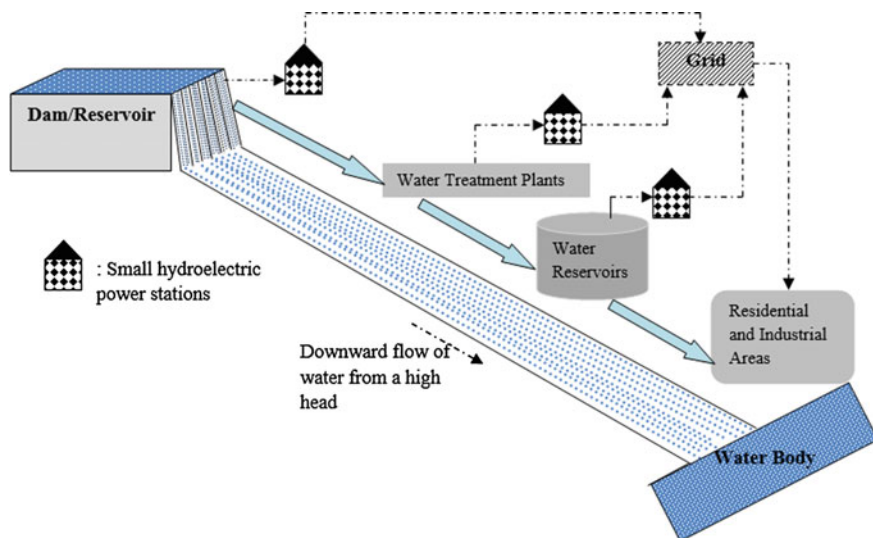 Grid
Dam/Reservoir
Water Treatment Plants
Water
Reservoirs
: Small hydroelectric
power stations
Residential
and Industrial
Areas
Downward flow of
water from a high
head
Water Body